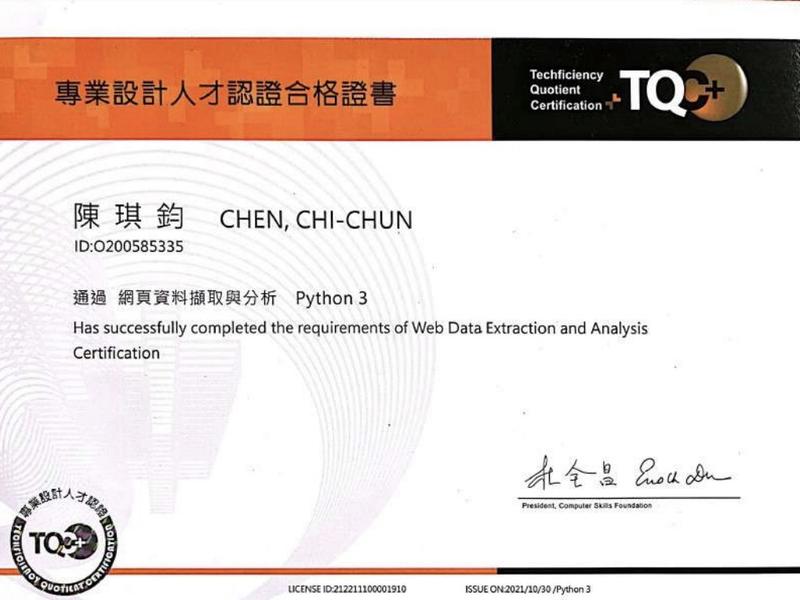 專業設計人才認證合格證書
Techficiency
Quotient
Certification
TQC+
陳琪鈞 CHEN, CHI-CHUN
ID:O200585335
通過 網頁資料擷取與分析 Python 3
Has successfully completed the requirements of Web Data Extraction and Analysis
Certification
杜全昌 Enoch Du
President, Computer Skills Foundation
專業設計人才認證
TQC+
TECHFICIENCY QUOTIENT CERTIFICATION
LICENSE ID:212211100001910
ISSUE ON:2021/10/30 /Python 3